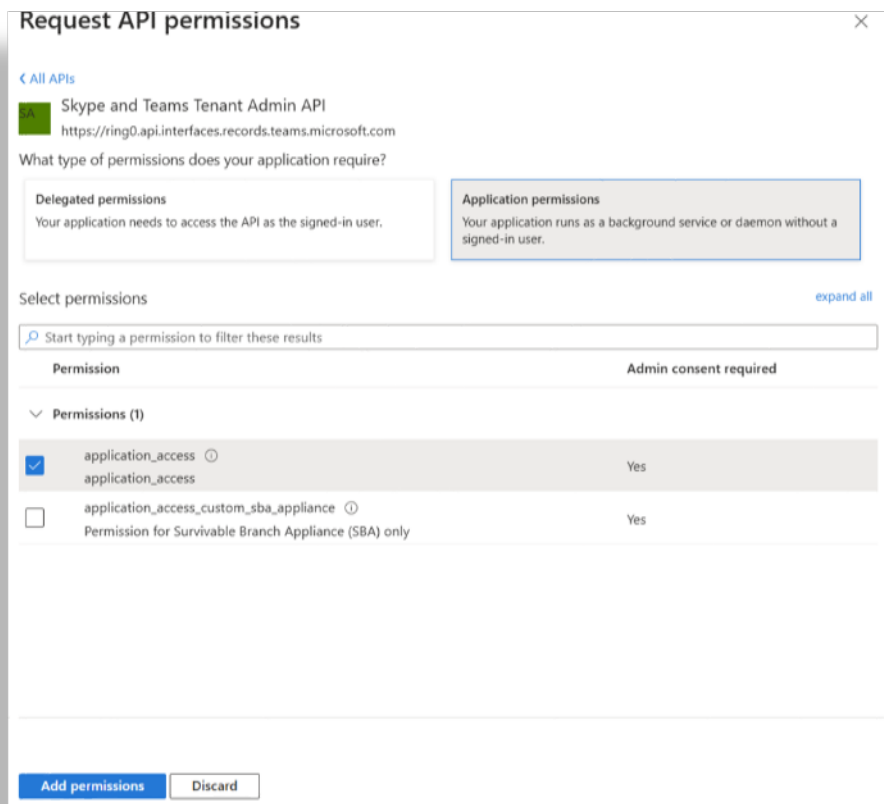 Request API permissions
All APIs
SA
Skype and Teams Tenant Admin API
https://ring0.api.interfaces.records.teams.microsoft.com
What type of permissions does your application require?
Delegated permissions
Your application needs to access the API as the signed-in user.
Application permissions
Your application runs as a background service or daemon without a
signed-in user.
Select permissions
expand all
Start typing a permission to filter these results
Permission
Admin consent required
Permissions (1)
application_access
application_access
Yes
application_access_custom_sba_appliance
Permission for Survivable Branch Appliance (SBA) only
Yes
Add permissions
Discard